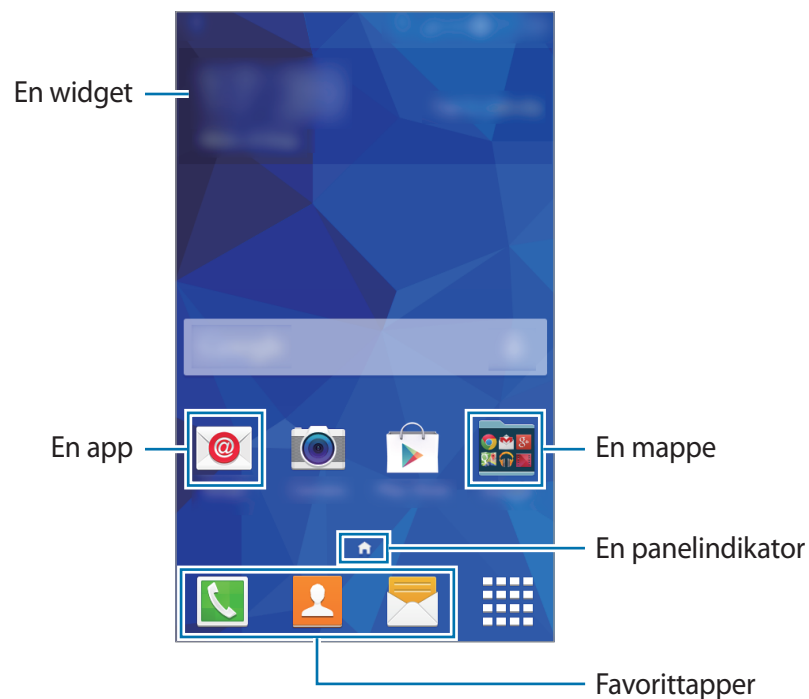 En widget
En app
En mappe
En panelindikator
Favorittapper